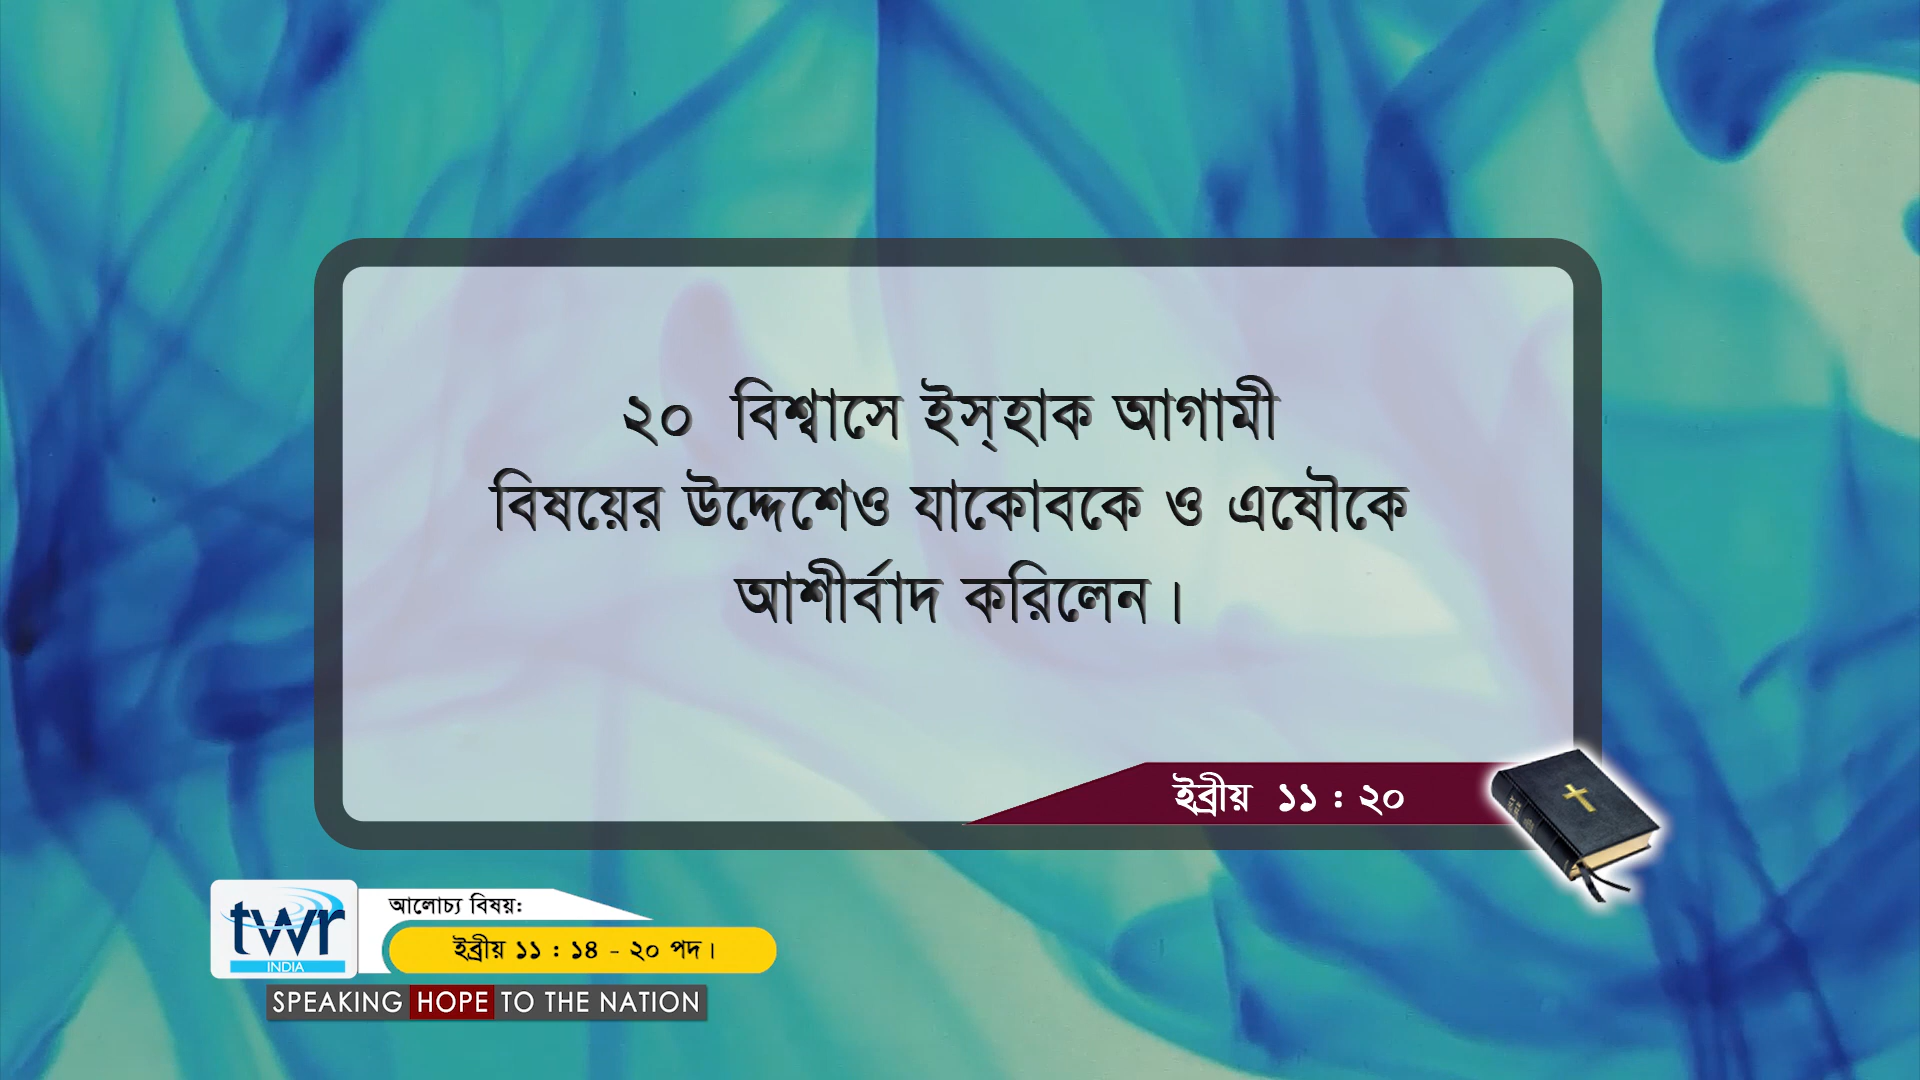 ২০ বিশ্বাসে ইস্‌হাক আগামী
বিষয়ের উদ্দেশেও যাকোবকে ও এষৌকে
আশীর্বাদ করিলেন।
ইব্রীয় ১১ : ২০
twr
INDIA
আলোচ্য বিষয়:
ইব্রীয় ১১ : ১৪ - ২০ পদ।
SPEAKING HOPE TO THE NATION